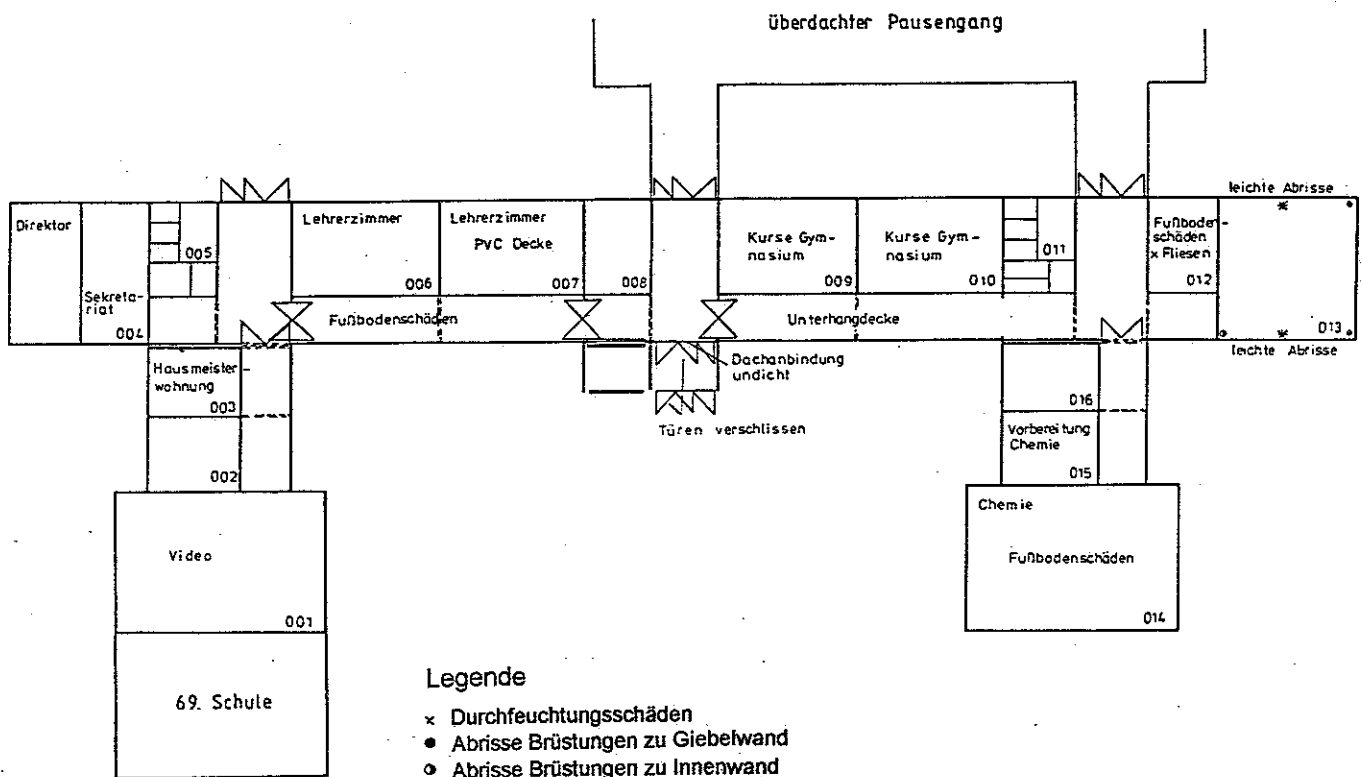 überdachter Pausengang
leichte Abrisse
Direktor
Lehrerzimmer
Lehrerzimmer
PVC Decke
Kurse Gym-
nasium
Kurse Gym-
nasium
Fußboden-
schäden
x Fliesen
005
006
007
008
009
010
011
012
013
Sekreta-
riat
004
Fußbodenschäden
Unterhangdecke
leichte Abrisse
Hausmeister-
wohnung
003
Dachanbindung
undicht
016
Türen verschlissen
Vorbereitung
Chemie
015
002
Chemie
Video
Fußbodenschäden
001
014
69. Schule
Legende
x Durchfeuchtungsschäden
● Abrisse Brüstungen zu Giebelwand
Abrisse Brüstungen zu Innenwand